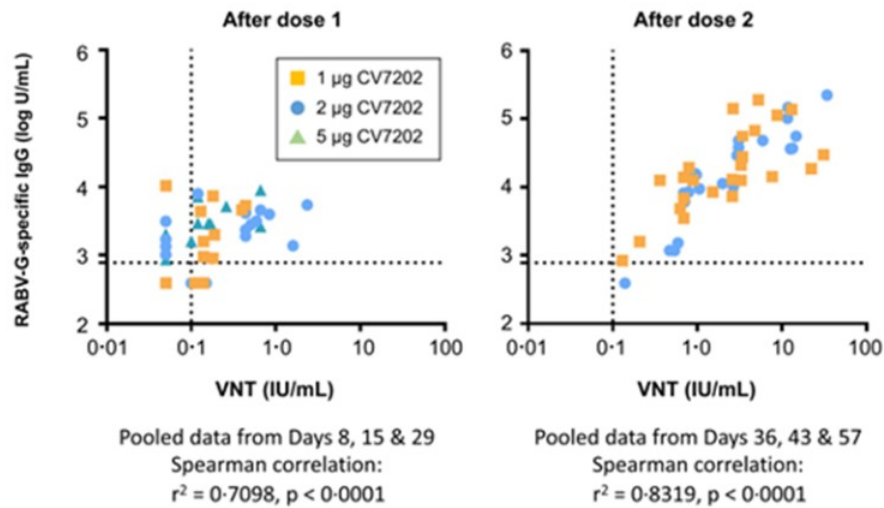 After dose 1
After dose 2
RABV-G-specific IgG (log U/mL)
6
5
4
3
2
1 µg CV7202
2 µg CV7202
5 µg CV7202
0·01
0·1
1·0
10
100
VNT (IU/mL)
6
5
4
3
2
0·01
0·1
1·0
10
100
VNT (IU/mL)
Pooled data from Days 8, 15 & 29
Spearman correlation:
r² = 0·7098, p < 0·0001
Pooled data from Days 36, 43 & 57
Spearman correlation:
r² = 0·8319, p < 0·0001